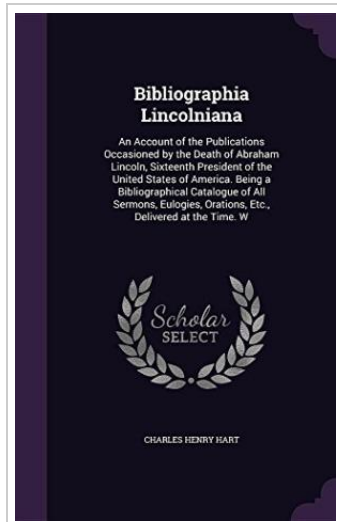 Bibliographia
Lincolniana
An Account of the Publications
Occasioned by the Death of Abraham
Lincoln, Sixteenth President of the
United States of America. Being a
Bibliographical Catalogue of All
Sermons, Eulogies, Orations, Etc.,
Delivered at the Time. W
Scholar
SELECT
CHARLES HENRY HART